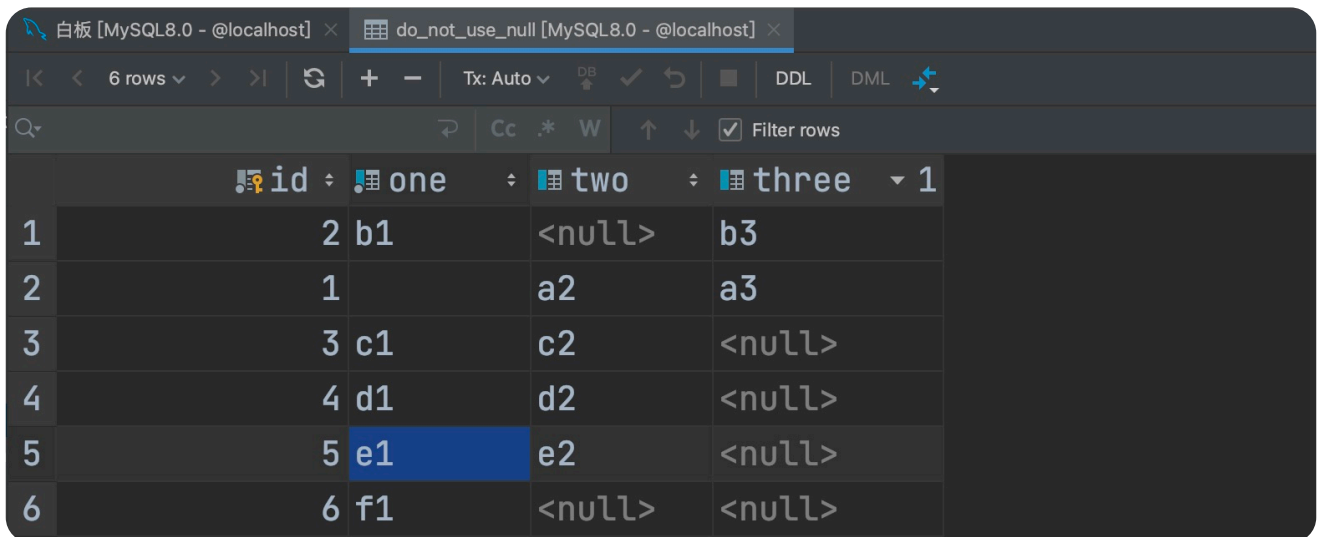 白板 [MySQL8.0 - @localhost] do_not_use_null [MySQL8.0 - @localhost]
6 rows Tx: Auto DB DDL DML
Cc .* W Filter rows
id one two three 1
1 2 b1 <null> b3
2 1 a2 a3
3 3 c1 c2 <null>
4 4 d1 d2 <null>
5 5 e1 e2 <null>
6 6 f1 <null> <null>